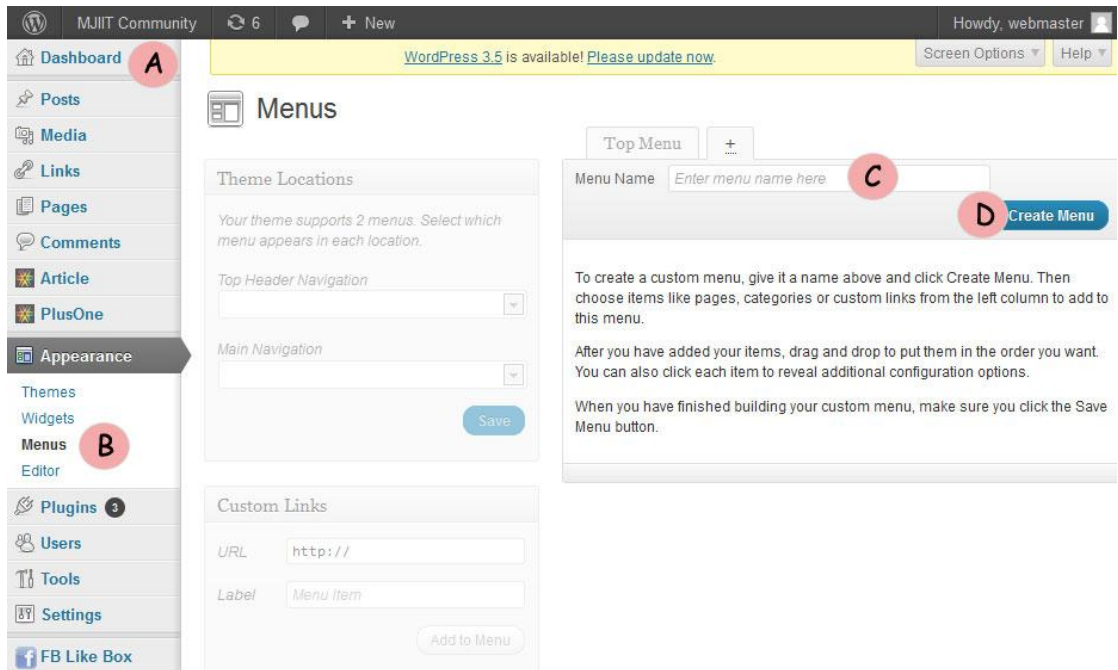 MJIIT Community 6 + New Howdy, webmaster
Dashboard
A
Posts
Media
Links
Pages
Comments
Article
PlusOne
Appearance
Themes
Widgets
Menus
B
Editor
Plugins 3
Users
Tools
Settings
FB Like Box
WordPress 3.5 is available! Please update now.
Screen Options Help
Menus
Theme Locations
Your theme supports 2 menus. Select which
menu appears in each location.
Top Header Navigation
Main Navigation
Save
Custom Links
URL http://
Label Menu Item
Add to Menu
Top Menu +
Menu Name Enter menu name here C
D Create Menu
To create a custom menu, give it a name above and click Create Menu. Then
choose items like pages, categories or custom links from the left column to add to
this menu.
After you have added your items, drag and drop to put them in the order you want.
You can also click each item to reveal additional configuration options.
When you have finished building your custom menu, make sure you click the Save
Menu button.